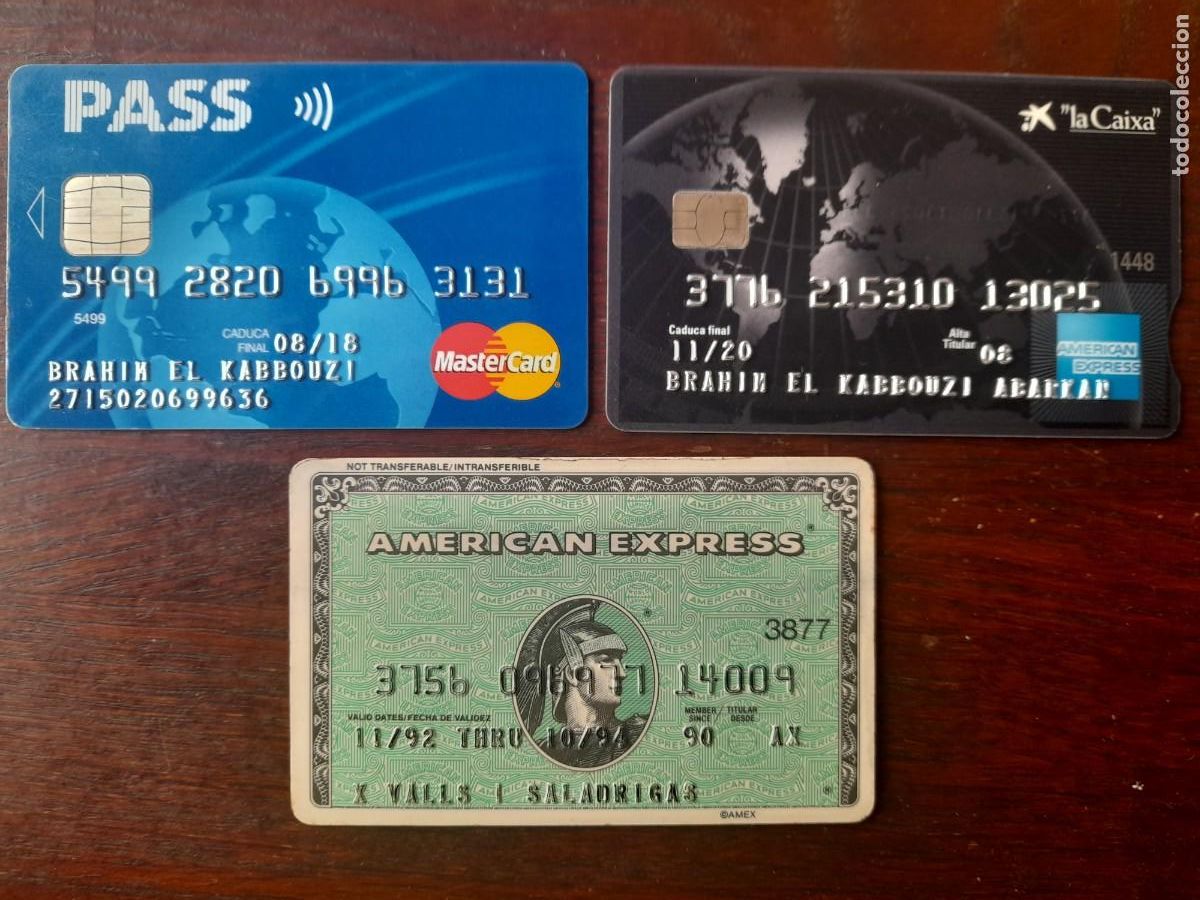 PASS
5499 2820 6996 3131
5499
CADUCA
FINAL 08/18
BRAHIM EL KABBOUZI
2715020699636
MasterCard
"la Caixa"
1448
3776 215310 13025
Caduca final
11/20
Alta
Titular 08
BRAHIM EL KABBOUZI ABARKAN
AMERICAN
EXPRESS
NOT TRANSFERABLE/INTRANSFERIBLE
AMERICAN EXPRESS
3877
3756 096977 14009
VALID DATES/FECHA DE VALIDEZ
MEMBER / TITULAR
SINCE / DESDE
11/92 THRU 10/94 90 AX
X VALLS I SALADRIGAS
©AMEX
todocoleccion